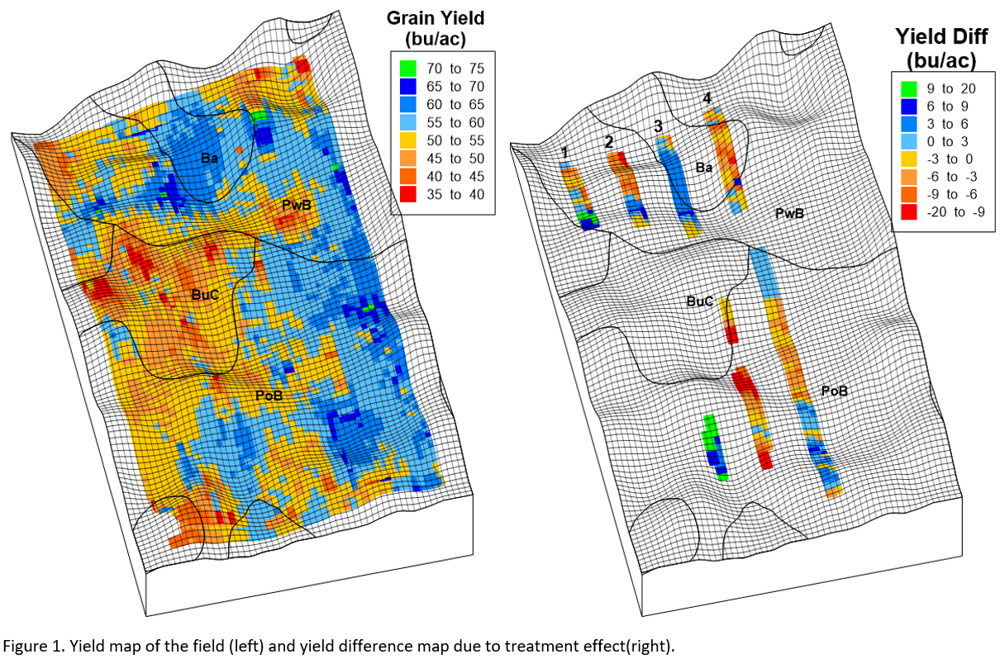 Grain Yield
(bu/ac)
70 to 75
65 to 70
60 to 65
55 to 60
50 to 55
45 to 50
40 to 45
35 to 40
Ba
PwB
BuC
PoB
Yield Diff
(bu/ac)
9 to 20
6 to 9
3 to 6
0 to 3
-3 to 0
-6 to -3
-9 to -6
-20 to -9
1
2
3
4
Ba
PwB
BuC
PoB
Figure 1. Yield map of the field (left) and yield difference map due to treatment effect(right).